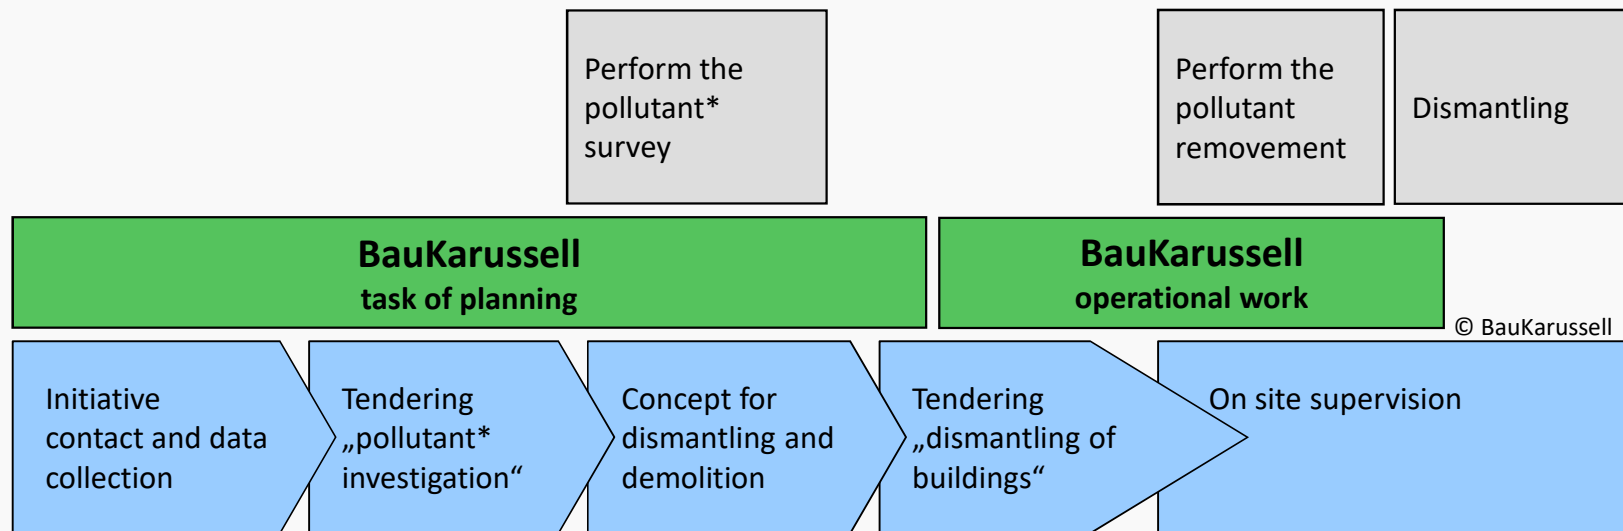 Perform the
pollutant*
survey
Perform the
pollutant
removement
Dismantling
BauKarussell
task of planning
BauKarussell
operational work
© BauKarussell
Initiative
contact and data
collection
Tendering
„pollutant*
investigation“
Concept for
dismantling and
demolition
Tendering
„dismantling of
buildings“
On site supervision